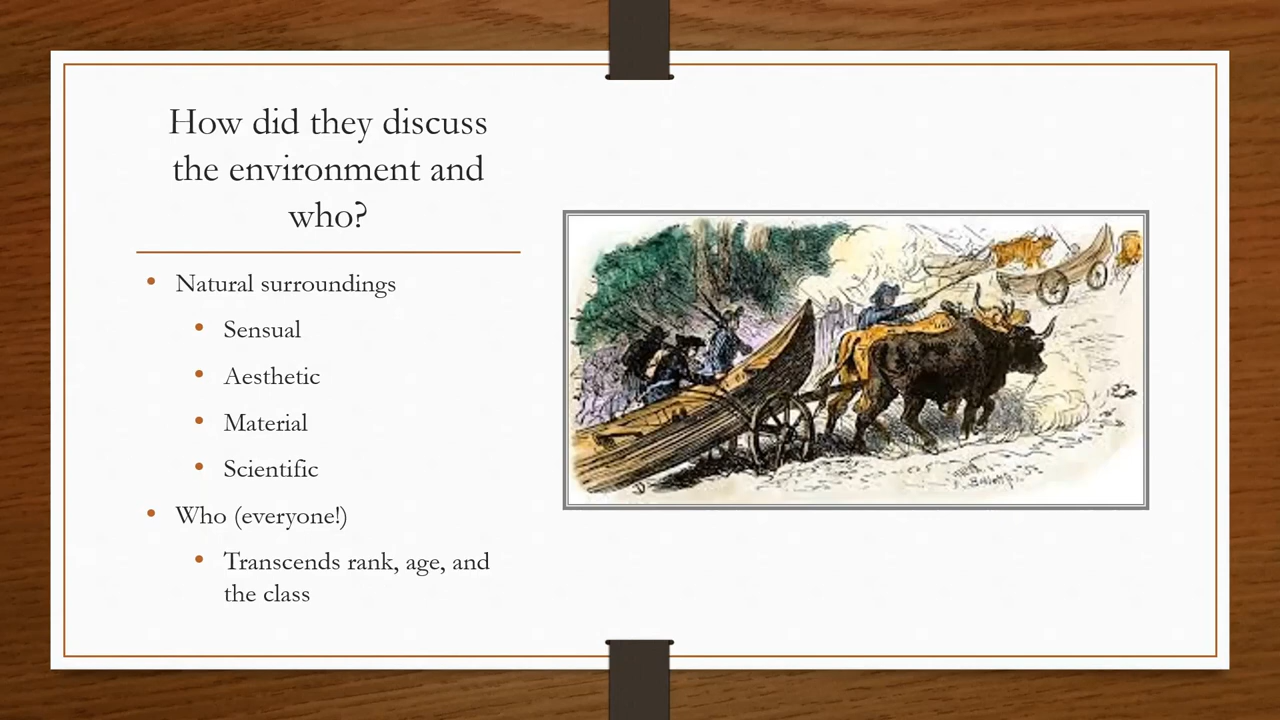 How did they discuss
the environment and
who?
• Natural surroundings
• Sensual
• Aesthetic
• Material
• Scientific
• Who (everyone!)
• Transcends rank, age, and
the class